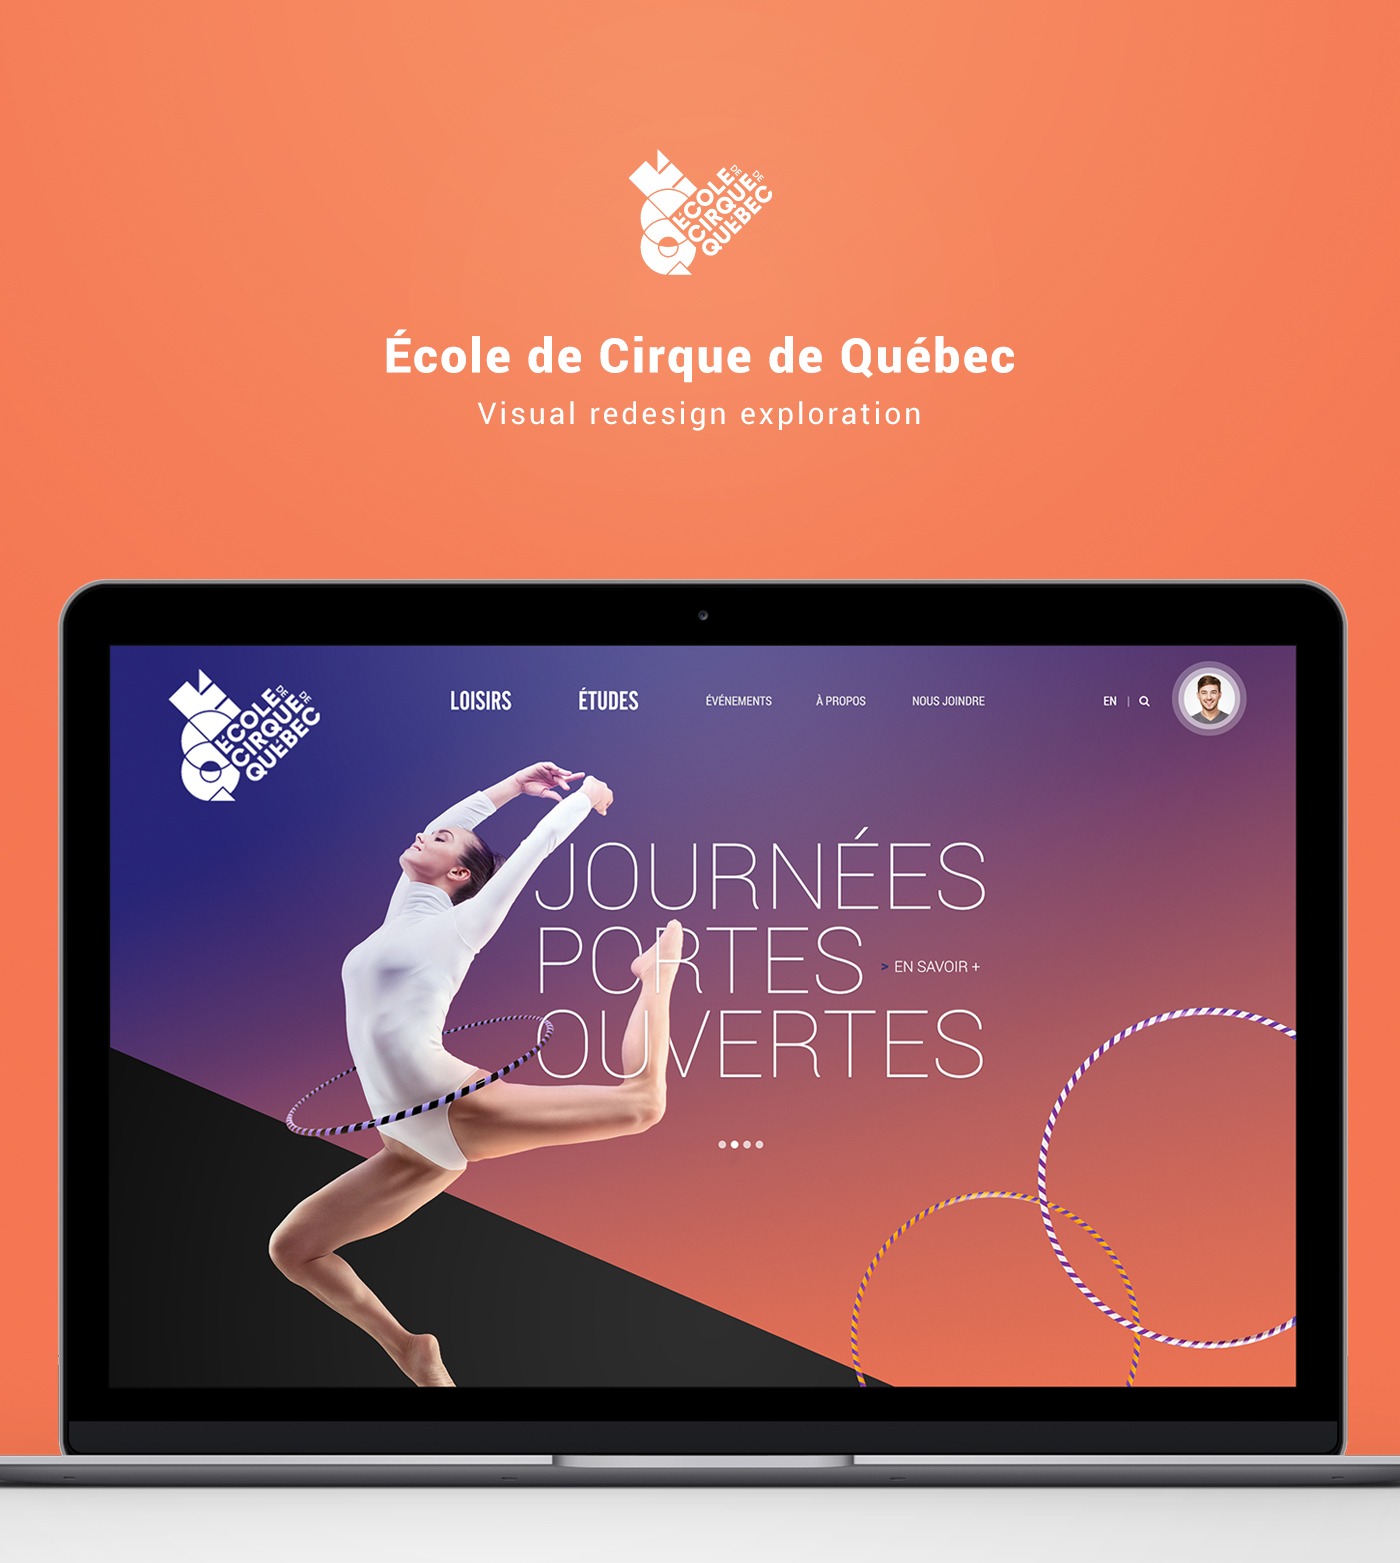 ÉCOLE DE
CIRQUE DE
QUÉBEC
École de Cirque de Québec
Visual redesign exploration
ÉCOLE DE
CIRQUE DE
QUÉBEC
LOISIRS ÉTUDES ÉVÉNEMENTS À PROPOS NOUS JOINDRE EN |
JOURNÉES
PORTES
> EN SAVOIR +
OUVERTES